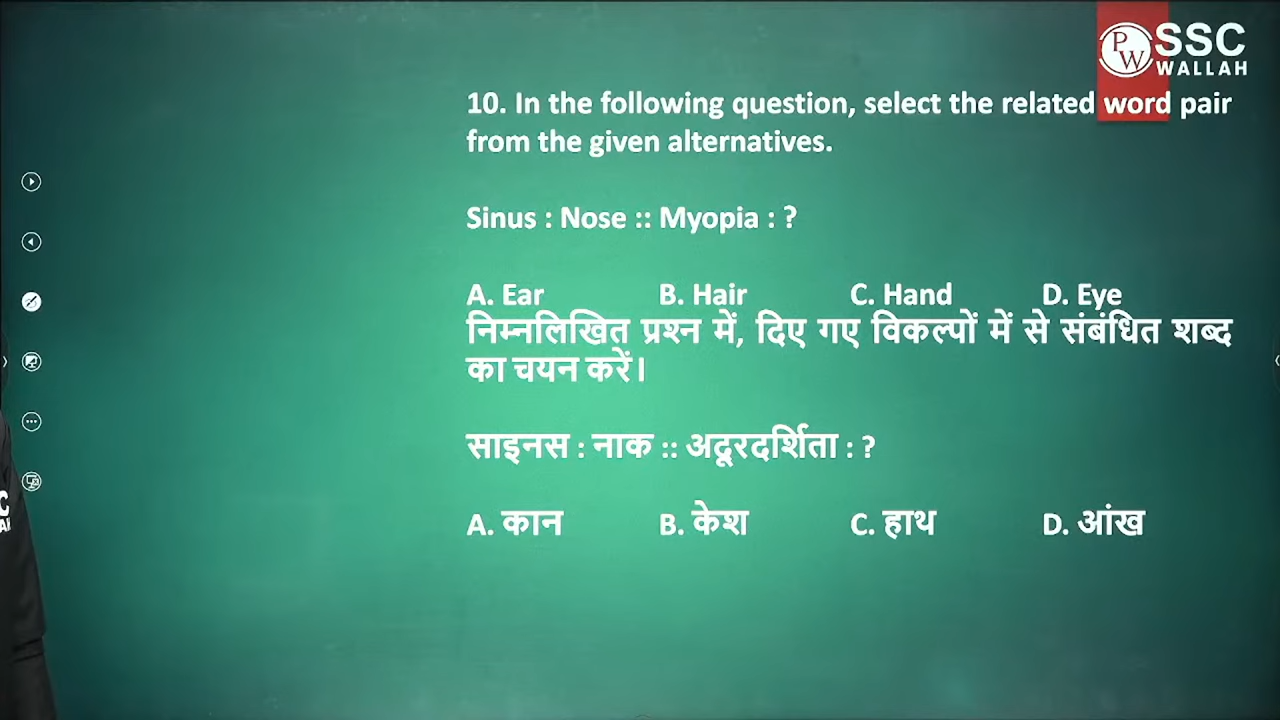 PW
SSC
WALLAH
10. In the following question, select the related word pair
from the given alternatives.
Sinus : Nose :: Myopia : ?
A. Ear B. Hair C. Hand D. Eye
निम्नलिखित प्रश्न में, दिए गए विकल्पों में से संबंधित शब्द
का चयन करें।
साइनस : नाक :: अदूरदर्शिता : ?
A. कान B. केश C. हाथ D. आंख